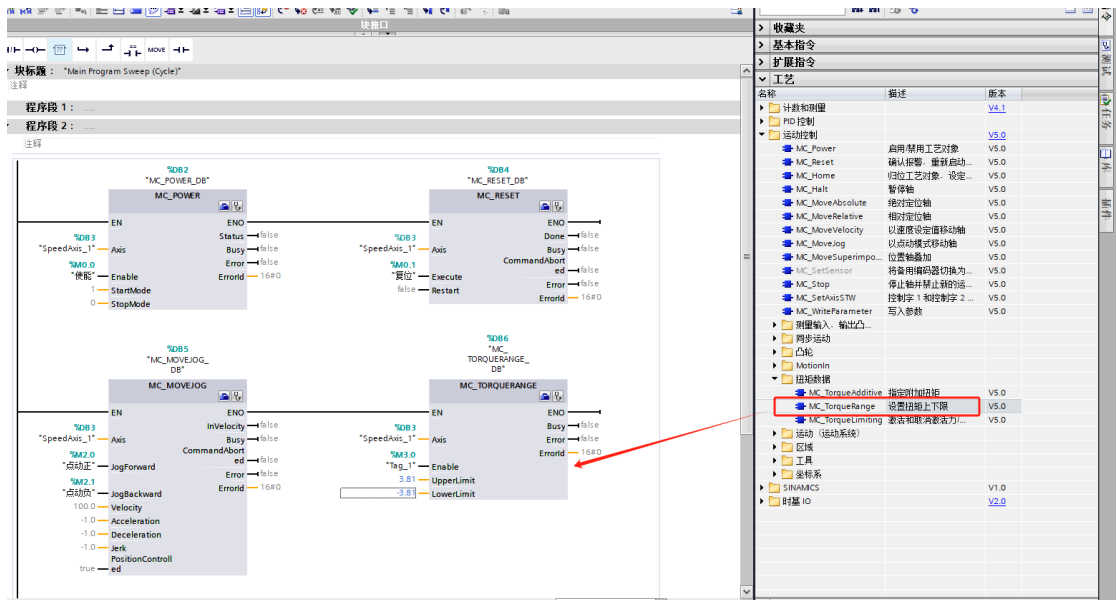 块接口
MOVE
块标题： "Main Program Sweep (Cycle)"
注释
程序段 1： .....
程序段 2： .....
注释
%DB2
"MC_POWER_DB"
MC_POWER
EN
ENO
%DB3
"SpeedAxis_1"
Axis
%M0.0
"使能"
Enable
1
StartMode
0
StopMode
Status
false
Busy
false
Error
false
ErrorId
16#0
%DB4
"MC_RESET_DB"
MC_RESET
EN
ENO
%DB3
"SpeedAxis_1"
Axis
%M0.1
"复位"
Execute
false
Restart
Done
false
Busy
false
CommandAbort
ed
false
Error
false
ErrorId
16#0
%DB5
"MC_MOVEJOG_
DB"
MC_MOVEJOG
EN
ENO
%DB3
"SpeedAxis_1"
Axis
%M2.0
"点动正"
JogForward
%M2.1
"点动负"
JogBackward
100.0
Velocity
-1.0
Acceleration
-1.0
Deceleration
-1.0
Jerk
PositionControll
true
ed
InVelocity
false
Busy
false
CommandAbort
ed
false
Error
false
ErrorId
16#0
%DB6
"MC_
TORQUERANGE_
DB"
MC_TORQUERANGE
EN
ENO
%DB3
"SpeedAxis_1"
Axis
%M3.0
"Tag_1"
Enable
3.81
UpperLimit
-3.81
LowerLimit
Busy
false
Error
false
ErrorId
16#0
收藏夹
基本指令
扩展指令
工艺
名称 描述 版本
计数和测量 V4.1
PID 控制
运动控制 V5.0
MC_Power 启用/禁用工艺对象 V5.0
MC_Reset 确认报警，重新启动... V5.0
MC_Home 归位工艺对象，设定... V5.0
MC_Halt 暂停轴 V5.0
MC_MoveAbsolute 绝对定位轴 V5.0
MC_MoveRelative 相对定位轴 V5.0
MC_MoveVelocity 以速度设定值移动轴 V5.0
MC_MoveJog 以点动模式移动轴 V5.0
MC_MoveSuperimpo... 位置轴叠加 V5.0
MC_SetSensor 将备用编码器切换为... V5.0
MC_Stop 停止轴并禁止新的运... V5.0
MC_SetAxisSTW 控制字 1 和控制字 2 ... V5.0
MC_WriteParameter 写入参数 V5.0
测量输入，输出凸...
同步运动
凸轮
MotionIn
扭矩数据
MC_TorqueAdditive 指定附加扭矩 V5.0
MC_TorqueRange 设置扭矩上下限 V5.0
MC_TorqueLimiting 激活和取消激活力/... V5.0
运动（运动系统）
区域
工具
坐标系
SINAMICS V1.0
时基 IO V2.0
测试
任务
库
插件